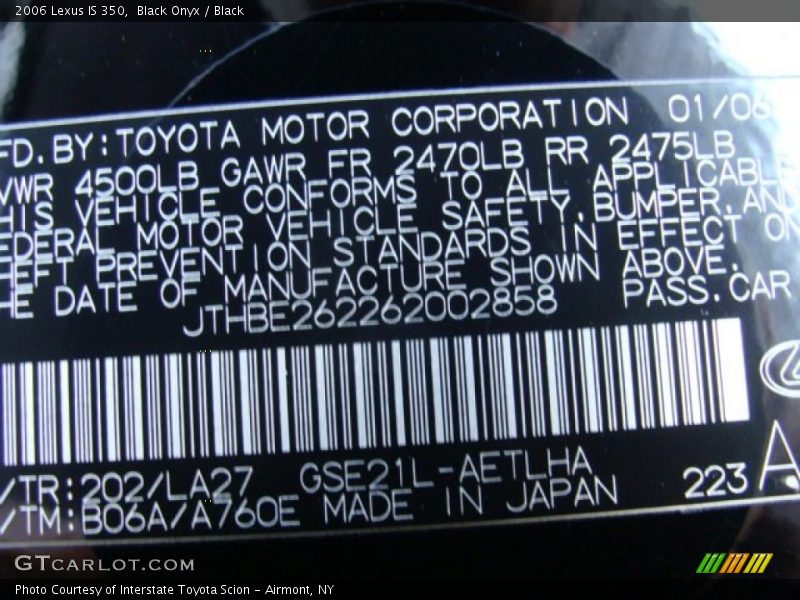 2006 Lexus IS 350,  Black Onyx / Black
FD.BY:TOYOTA MOTOR CORPORATION 01/06
VWR 4500LB GAWR FR 2470LB RR 2475LB
HIS VEHICLE CONFORMS TO ALL APPLICABLE
EDERAL MOTOR VEHICLE SAFETY,BUMPER,AND
HEFT PREVENTION STANDARDS IN EFFECT ON
HE DATE OF MANUFACTURE SHOWN ABOVE.
JTHBE262262002858 PASS.CAR
/TR:202/LA27 GSE21L-AETLHA 223 A
/TM:B06A/A760E MADE IN JAPAN
GTCARLOT.COM
Photo Courtesy of Interstate Toyota Scion - Airmont, NY